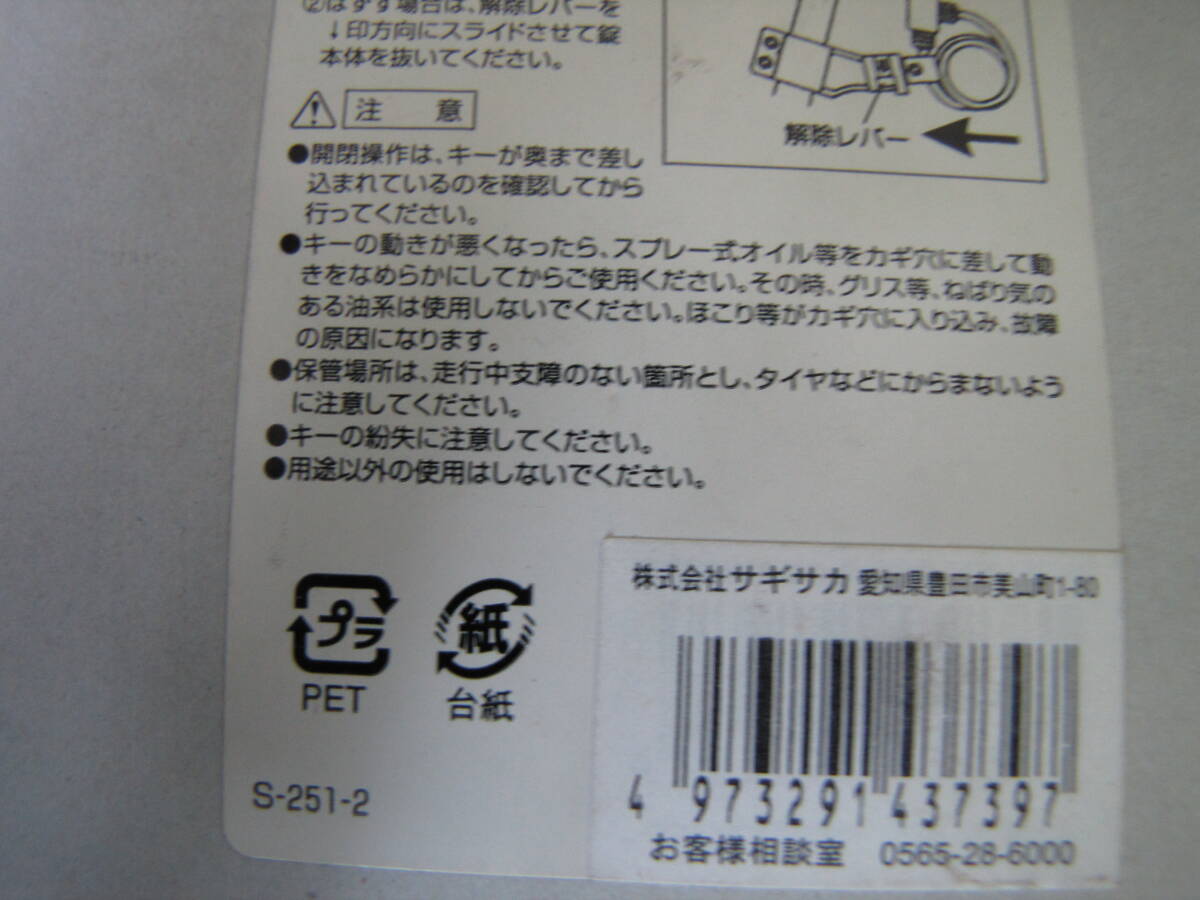 ②はずす場合は、解除レバーを
↓印方向にスライドさせて錠
本体を抜いてください。
解除レバー
注 意
●開閉操作は、キーが奥まで差し
込まれているのを確認してから
行ってください。
●キーの動きが悪くなったら、スプレー式オイル等をカギ穴に差して動
きをなめらかにしてからご使用ください。その時、グリス等、ねばり気の
ある油系は使用しないでください。ほこり等がカギ穴に入り込み、故障
の原因になります。
●保管場所は、走行中支障のない箇所とし、タイヤなどにからまないよう
に注意してください。
●キーの紛失に注意してください。
●用途以外の使用はしないでください。
プラ
PET
紙
台紙
S-251-2
株式会社サギサカ 愛知県豊田市美山町1-80
4 973291 437397
お客様相談室 0565-28-6000